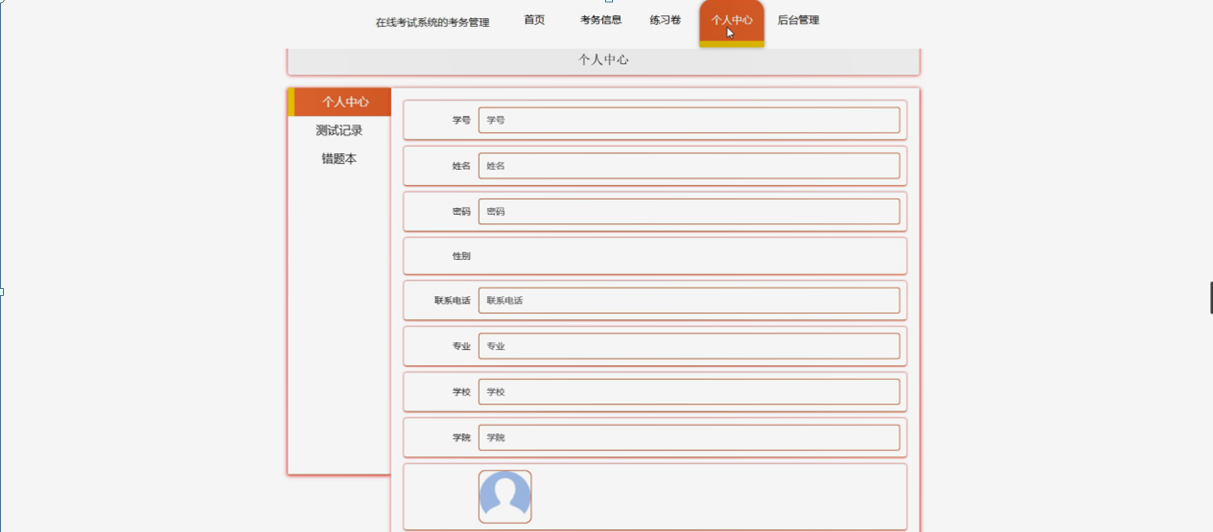 在线考试系统的考务管理 首页 考务信息 练习卷 个人中心 后台管理
个人中心
个人中心
测试记录
错题本
学号 学号
姓名 姓名
密码 密码
性别
联系电话 联系电话
专业 专业
学校 学校
学院 学院